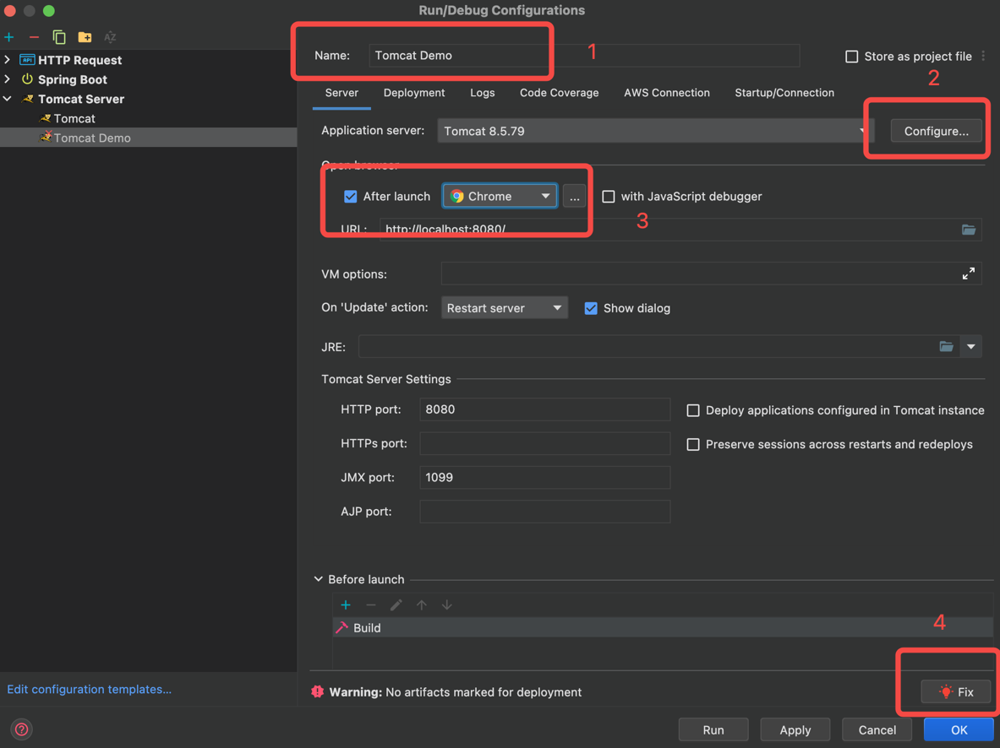 Run/Debug Configurations
AZ
API HTTP Request
Spring Boot
Tomcat Server
Tomcat
Tomcat Demo
Edit configuration templates...
Name: Tomcat Demo
1
Store as project file
2
Server Deployment Logs Code Coverage AWS Connection Startup/Connection
Application server: Tomcat 8.5.79 Configure...
Open browser
After launch Chrome ... with JavaScript debugger
3
URL: http://localhost:8080/
VM options:
On 'Update' action: Restart server Show dialog
JRE:
Tomcat Server Settings
HTTP port: 8080 Deploy applications configured in Tomcat instance
HTTPs port: Preserve sessions across restarts and redeploys
JMX port: 1099
AJP port:
Before launch
Build
4
Warning: No artifacts marked for deployment Fix
? Run Apply Cancel OK